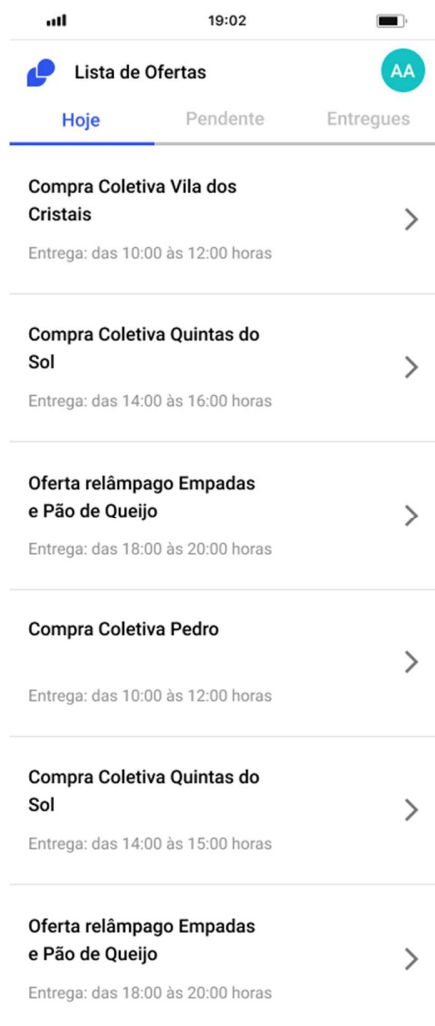 19:02
Lista de Ofertas
AA
Hoje
Pendente
Entregues
Compra Coletiva Vila dos
Cristais
Entrega: das 10:00 às 12:00 horas
Compra Coletiva Quintas do
Sol
Entrega: das 14:00 às 16:00 horas
Oferta relâmpago Empadas
e Pão de Queijo
Entrega: das 18:00 às 20:00 horas
Compra Coletiva Pedro
Entrega: das 10:00 às 12:00 horas
Compra Coletiva Quintas do
Sol
Entrega: das 14:00 às 15:00 horas
Oferta relâmpago Empadas
e Pão de Queijo
Entrega: das 18:00 às 20:00 horas